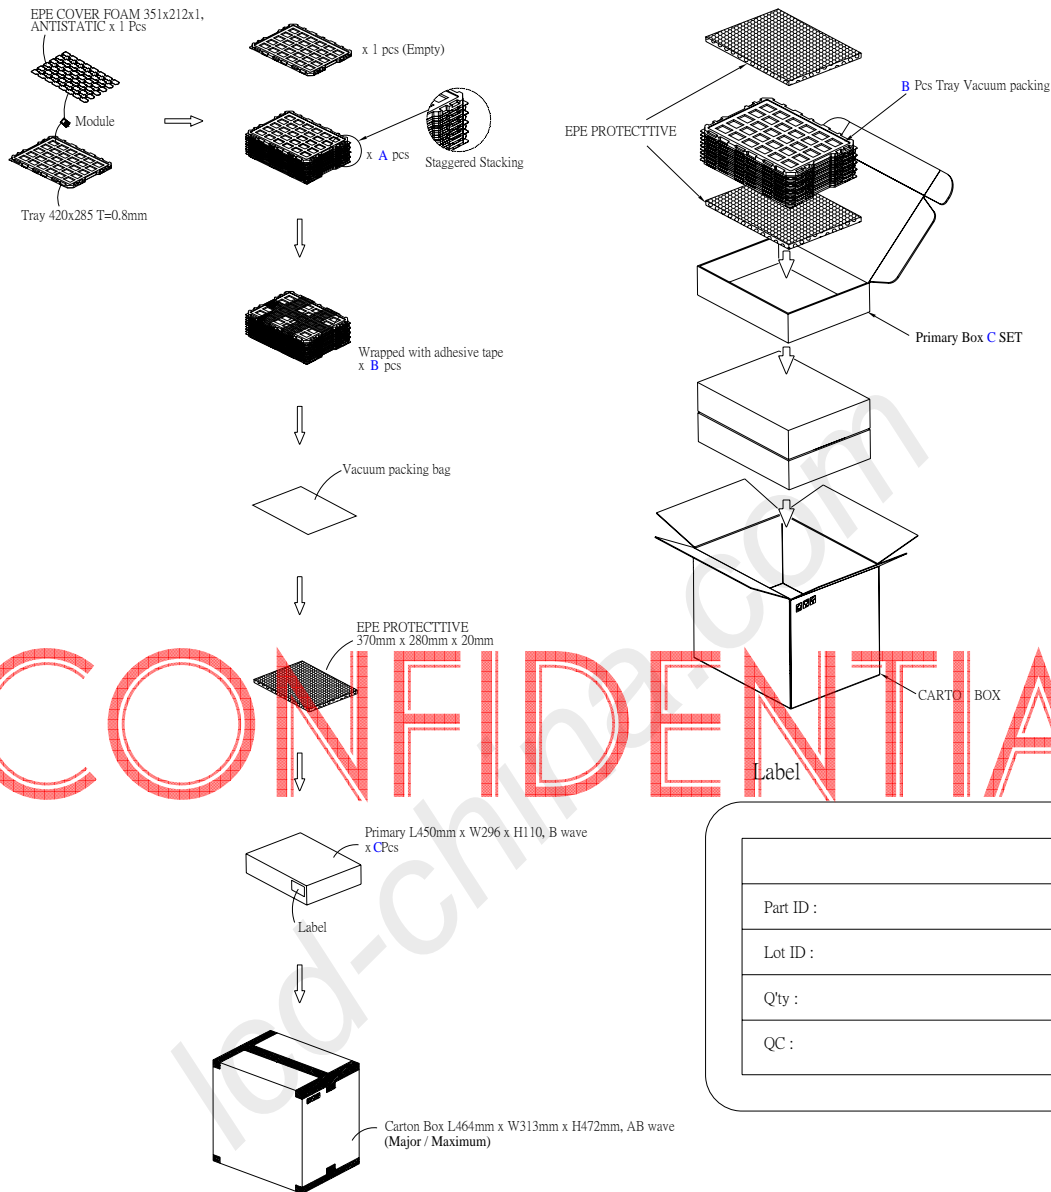 EPE COVER FOAM 351x212x1,
ANTISTATIC x 1 Pcs
Module
Tray 420x285 T=0.8mm
x 1 pcs (Empty)
x A pcs
Staggered Stacking
Wrapped with adhesive tape
x B pcs
Vacuum packing bag
EPE PROTECTTIVE
370mm x 280mm x 20mm
Primary L450mm x W296 x H110, B wave
x CPcs
Label
Carton Box L464mm x W313mm x H472mm, AB wave
(Major / Maximum)
B Pcs Tray Vacuum packing
EPE PROTECTTIVE
Primary Box C SET
CARTO BOX
CONFIDENTIA
lcd-china.com
Label
Part ID :
Lot ID :
Q'ty :
QC :